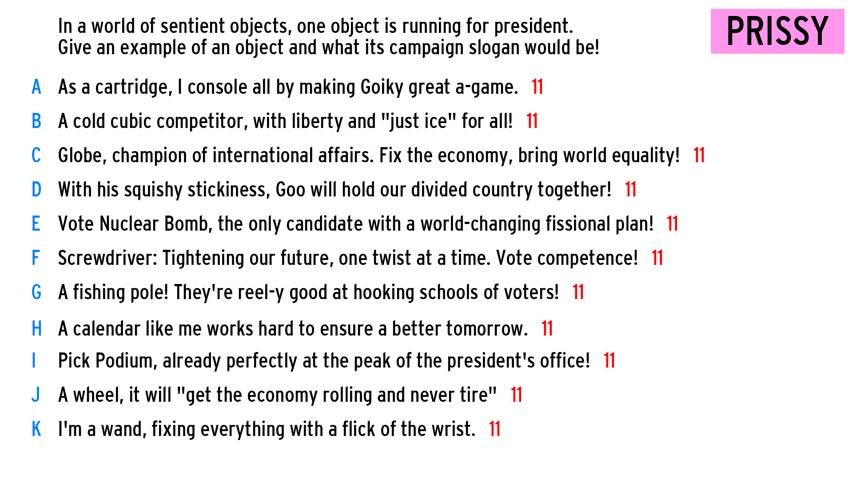 In a world of sentient objects, one object is running for president.
Give an example of an object and what its campaign slogan would be!
PRISSY
A As a cartridge, I console all by making Goiky great a-game. 11
B A cold cubic competitor, with liberty and "just ice" for all! 11
C Globe, champion of international affairs. Fix the economy, bring world equality! 11
D With his squishy stickiness, Goo will hold our divided country together! 11
E Vote Nuclear Bomb, the only candidate with a world-changing fissional plan! 11
F Screwdriver: Tightening our future, one twist at a time. Vote competence! 11
G A fishing pole! They're reel-y good at hooking schools of voters! 11
H A calendar like me works hard to ensure a better tomorrow. 11
I Pick Podium, already perfectly at the peak of the president's office! 11
J A wheel, it will "get the economy rolling and never tire" 11
K I'm a wand, fixing everything with a flick of the wrist. 11